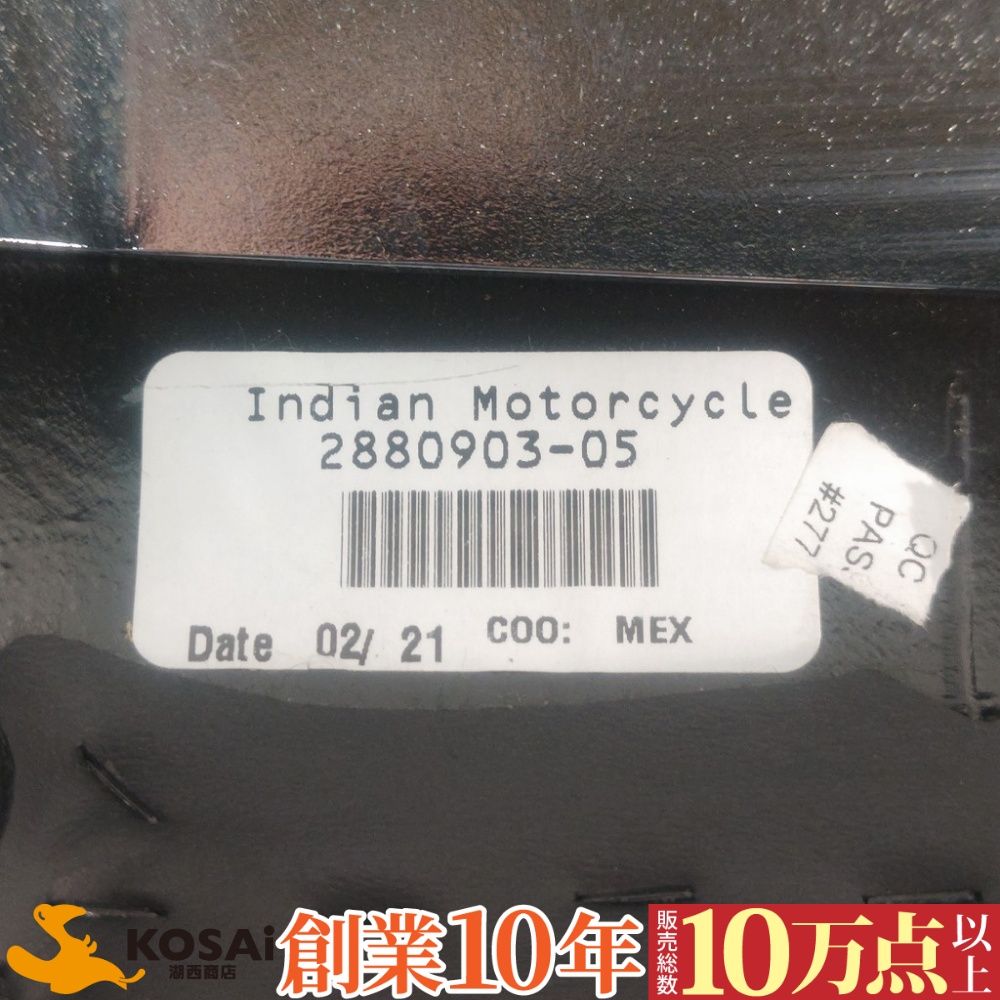 Indian Motorcycle
2880903-05
Date 02/ 21 COO: MEX
QC
PAS
#277
KOSAi
湖西商店
創業10年
販売総数
10万点以上